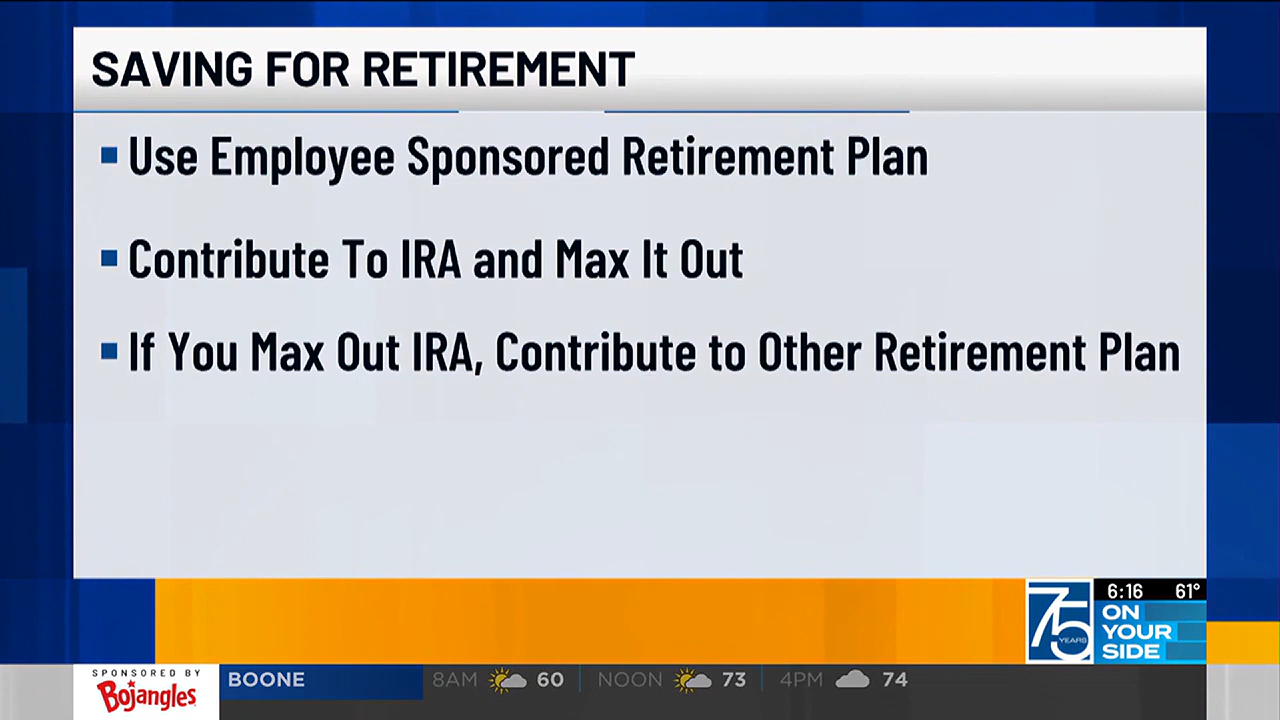 SAVING FOR RETIREMENT
Use Employee Sponsored Retirement Plan
Contribute To IRA and Max It Out
If You Max Out IRA, Contribute to Other Retirement Plan
75 YEARS
6:16 61°
ON
YOUR
SIDE
SPONSORED BY
Bojangles
BOONE 8AM 60 NOON 73 4PM 74